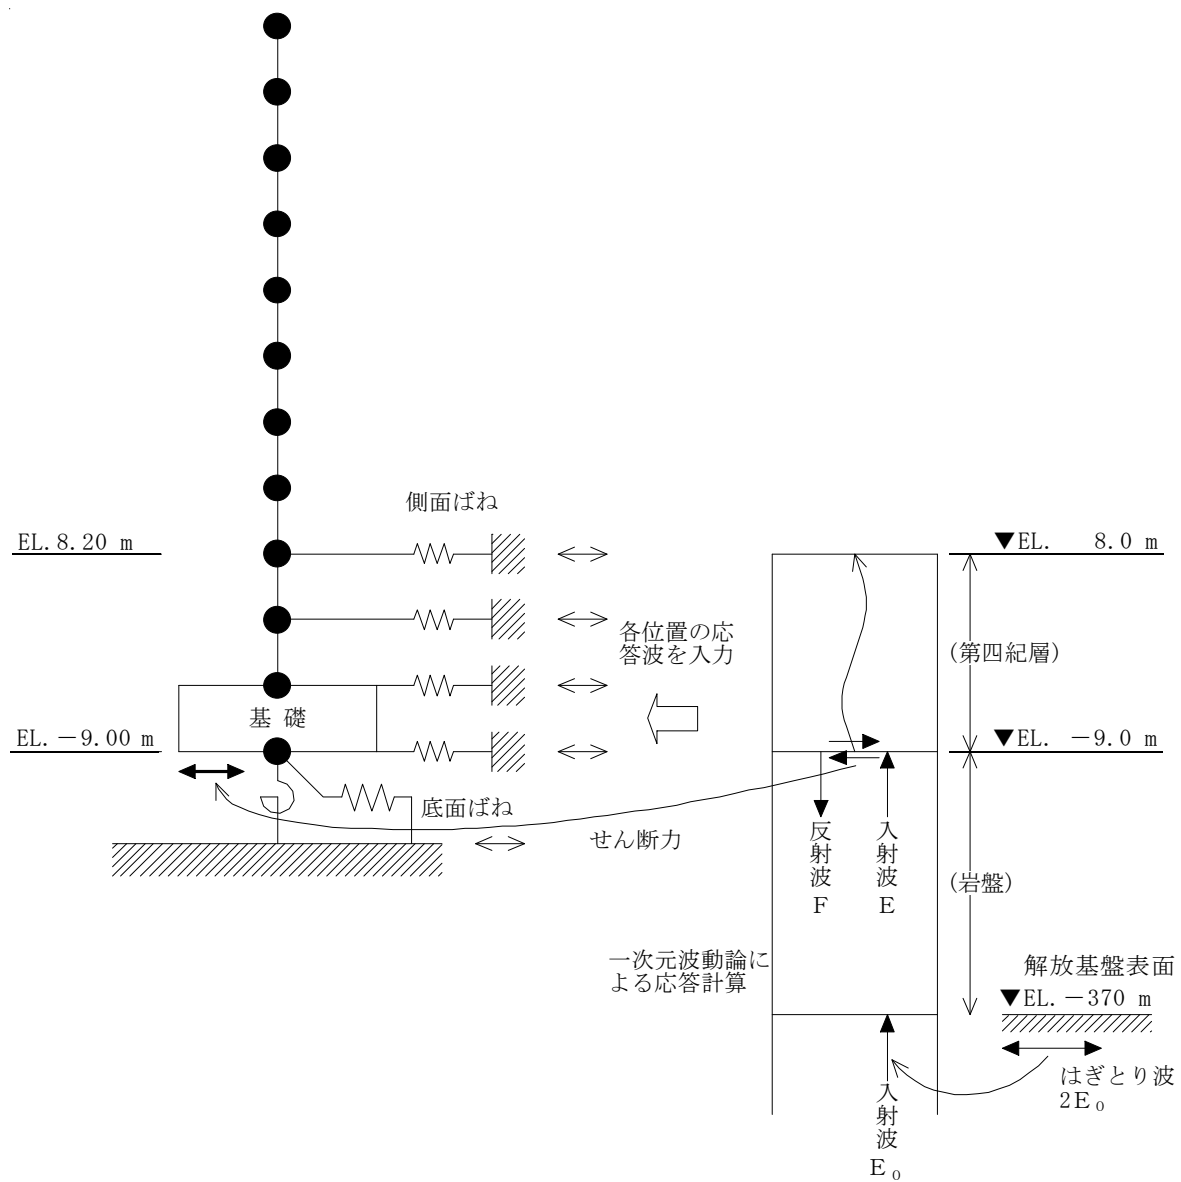 側面ばね
EL.8.20 m
▼EL. 8.0 m
各位置の応
答波を入力
(第四紀層)
基 礎
EL.－9.00 m
▼EL. －9.0 m
底面ばね
せん断力
反射波F
入射波E
(岩盤)
一次元波動論に
よる応答計算
解放基盤表面
▼EL.－370 m
はぎとり波
2E₀
入射波E₀